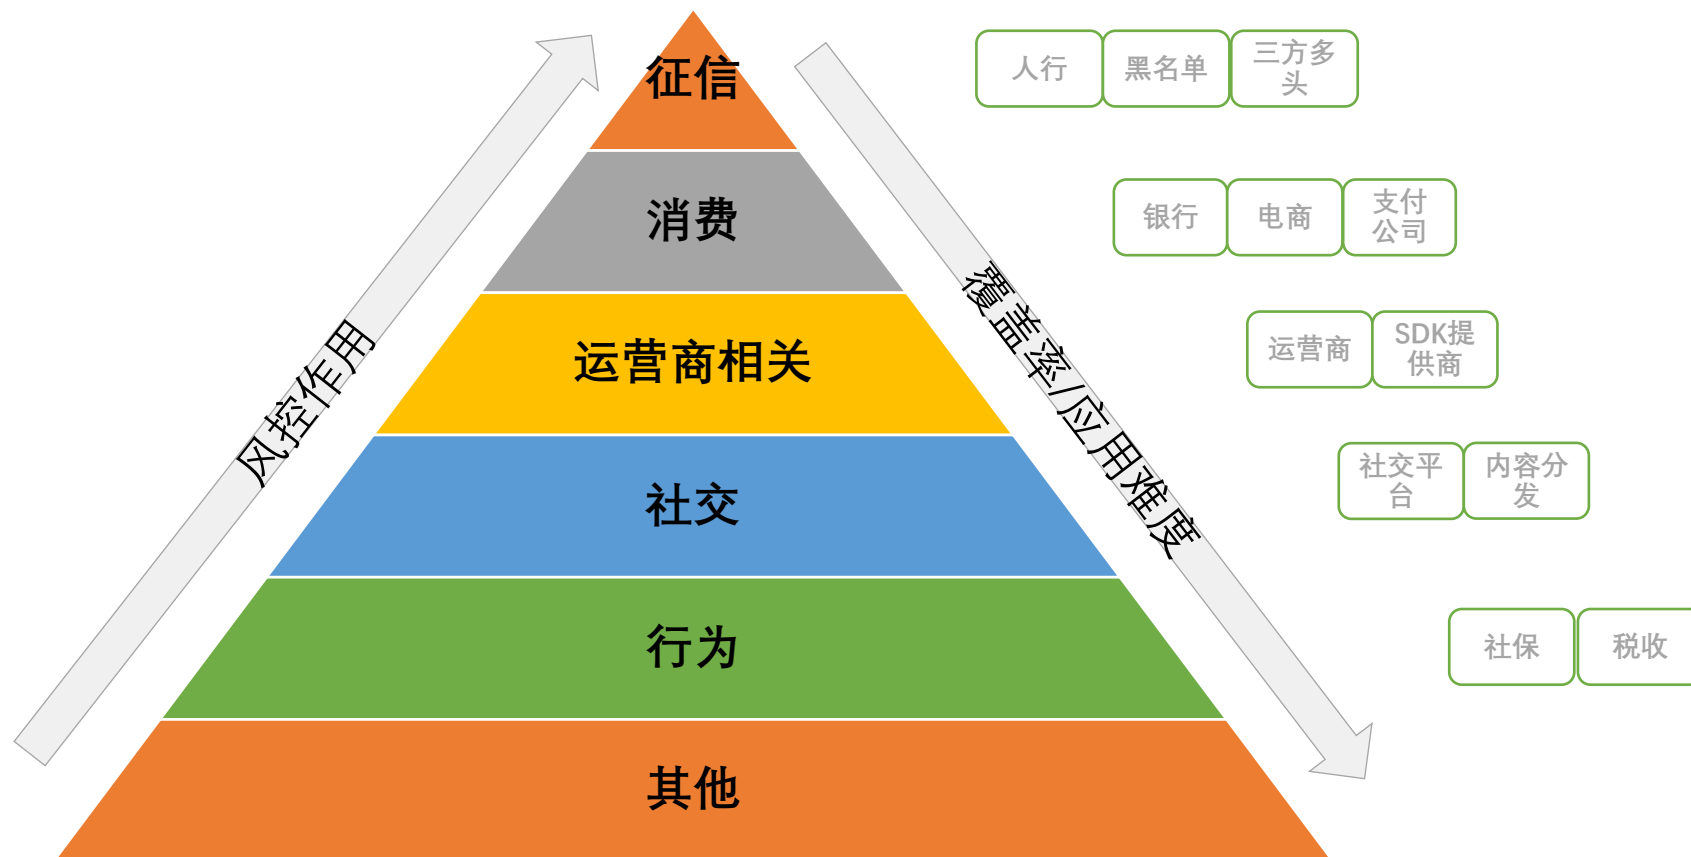 征信
人行
黑名单
三方多
头
消费
银行
电商
支付
公司
运营商相关
运营商
SDK提
供商
社交
社交平
台
内容分
发
行为
社保
税收
其他
风控作用
覆盖率/应用难度